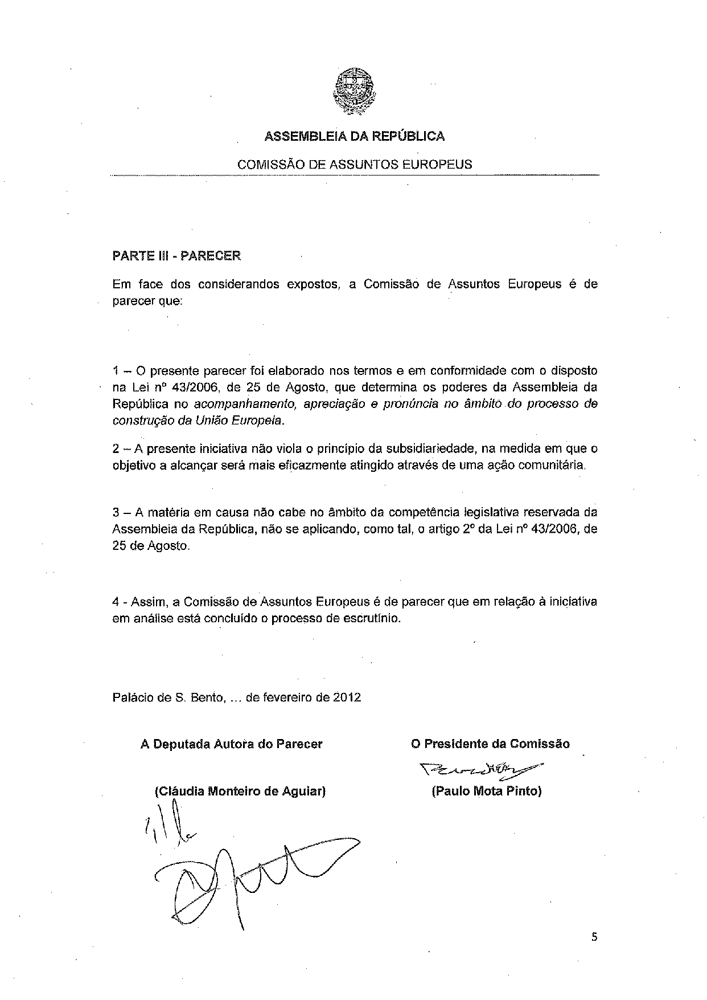 ASSEMBLEIA DA REPÚBLICA
COMISSÃO DE ASSUNTOS EUROPEUS
PARTE III - PARECER
Em face dos considerandos expostos, a Comissão de Assuntos Europeus é de
parecer que:
1 – O presente parecer foi elaborado nos termos e em conformidade com o disposto
na Lei nº 43/2006, de 25 de Agosto, que determina os poderes da Assembleia da
República no acompanhamento, apreciação e pronúncia no âmbito do processo de
construção da União Europeia.
2 – A presente iniciativa não viola o princípio da subsidiariedade, na medida em que o
objetivo a alcançar será mais eficazmente atingido através de uma ação comunitária.
3 – A matéria em causa não cabe no âmbito da competência legislativa reservada da
Assembleia da República, não se aplicando, como tal, o artigo 2º da Lei nº 43/2006, de
25 de Agosto.
4 - Assim, a Comissão de Assuntos Europeus é de parecer que em relação à iniciativa
em análise está concluído o processo de escrutínio.
Palácio de S. Bento, ... de fevereiro de 2012
A Deputada Autora do Parecer O Presidente da Comissão
(Cláudia Monteiro de Aguiar) (Paulo Mota Pinto)
5